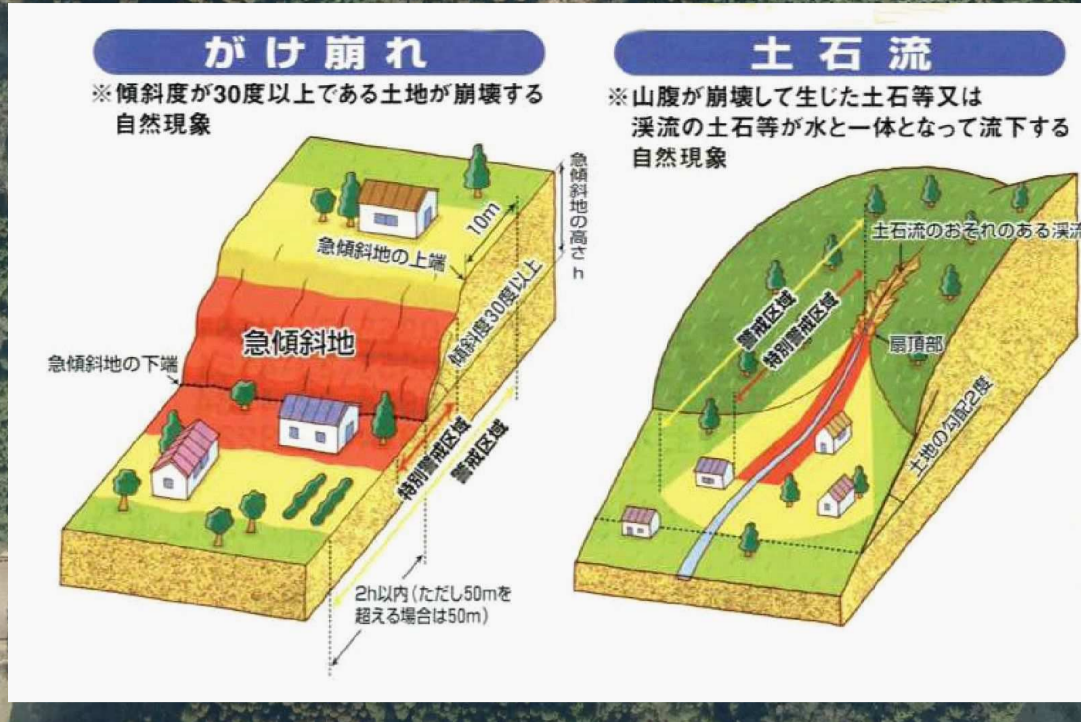 がけ崩れ
※傾斜度が30度以上である土地が崩壊する
自然現象
急傾斜地の高さh
10m
急傾斜地の上端
傾斜度30度以上
急傾斜地
急傾斜地の下端
特別警戒区域
警戒区域
2h以内(ただし50mを
超える場合は50m)
土石流
※山腹が崩壊して生じた土石等又は
渓流の土石等が水と一体となって流下する
自然現象
土石流のおそれのある渓流
警戒区域
特別警戒区域
扇頂部
土地の勾配2度